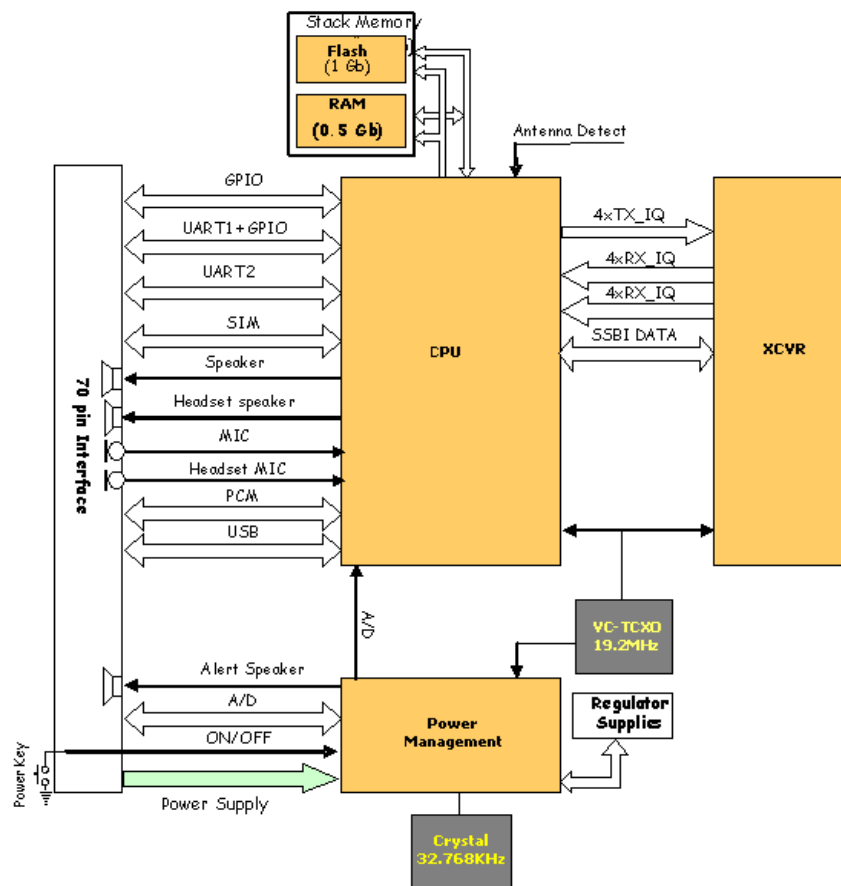 Stack Memory
Flash
(1 Gb)
RAM
(0.5 Gb)
Antenna Detect
GPIO
UART1+GPIO
UART2
SIM
Speaker
Headset speaker
MIC
Headset MIC
PCM
USB
70 pin Interface
CPU
4xTX_IQ
4xRX_IQ
4xRX_IQ
SSBI DATA
XCVR
A/D
VC-TCXO
19.2MHz
Alert Speaker
A/D
ON/OFF
Power Key
Power Supply
Power
Management
Regulator
Supplies
Crystal
32.768KHz